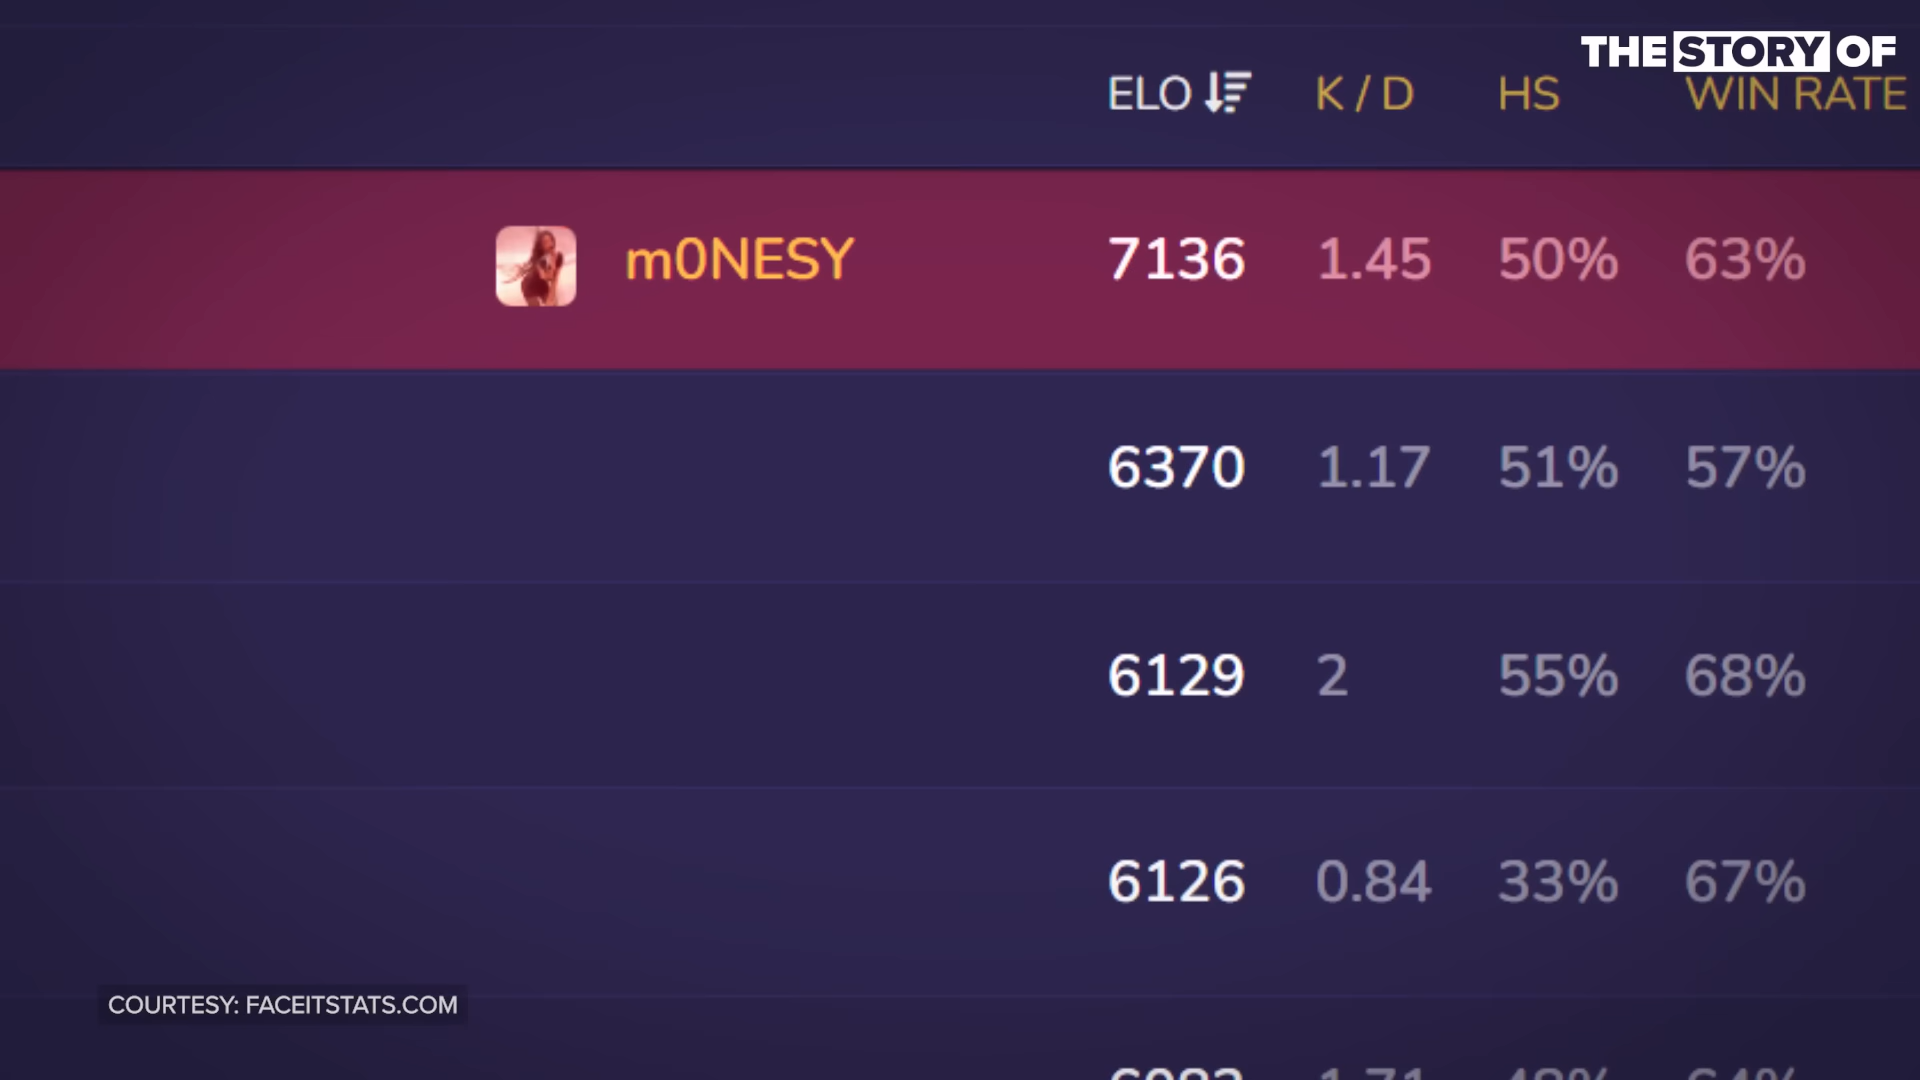 THE STORY OF
ELO K / D HS WIN RATE
m0NESY 7136 1.45 50% 63%
6370 1.17 51% 57%
6129 2 55% 68%
6126 0.84 33% 67%
COURTESY: FACEITSTATS.COM